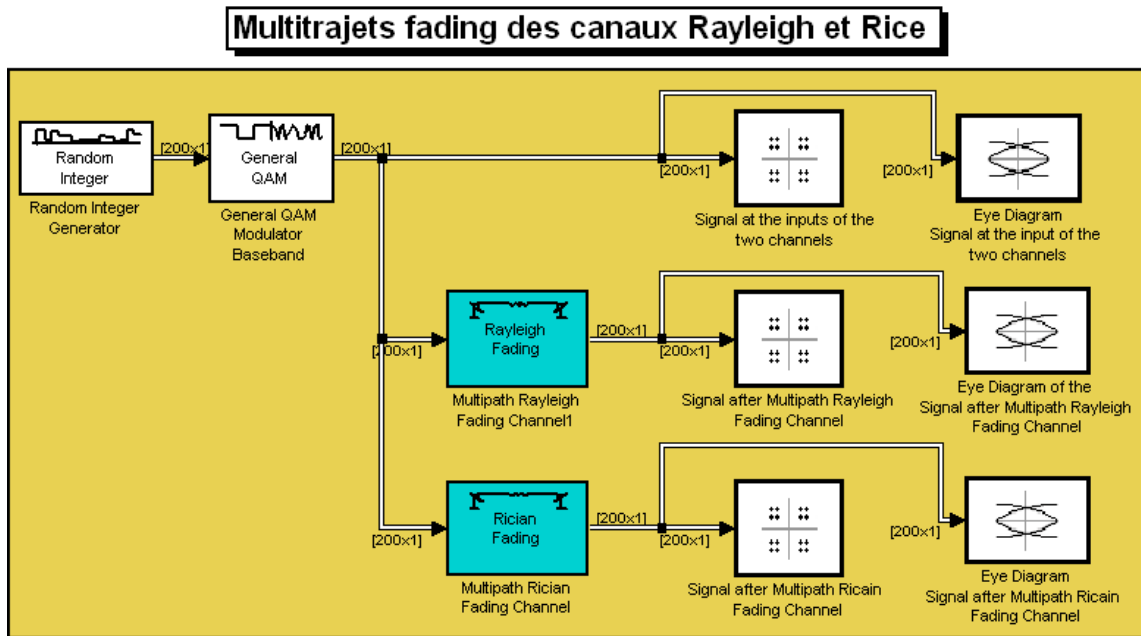 Multitrajets fading des canaux Rayleigh et Rice
Random
Integer
Random Integer
Generator
[200x1]
General
QAM
General QAM
Modulator
Baseband
[200x1]
[200x1]
Signal at the inputs of the
two channels
[200x1]
Eye Diagram
Signal at the input of the
two channels
[200x1]
Rayleigh
Fading
Multipath Rayleigh
Fading Channel1
[200x1]
[200x1]
Signal after Multipath Rayleigh
Fading Channel
[200x1]
Eye Diagram of the
Signal after Multipath Rayleigh
Fading Channel
[200x1]
Rician
Fading
Multipath Rician
Fading Channel
[200x1]
[200x1]
Signal after Multipath Ricain
Fading Channel
[200x1]
Eye Diagram
Signal after Multipath Ricain
Fading Channel